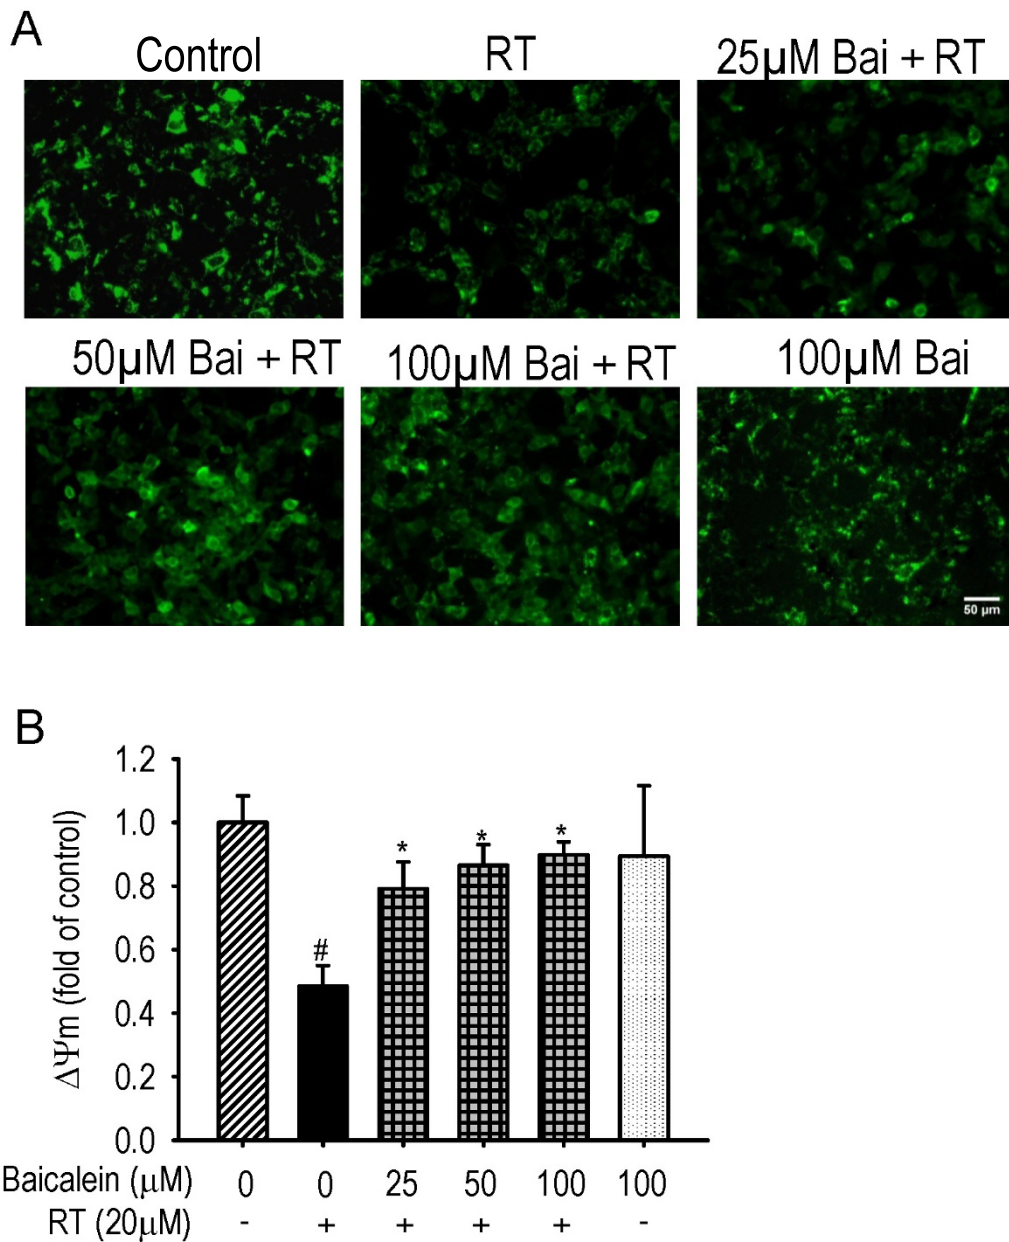 A
Control RT 25μM Bai + RT
50μM Bai + RT 100μM Bai + RT 100μM Bai
50 μm
B
ΔΨm (fold of control)
1.2
1.0
0.8
0.6
0.4
0.2
0.0
#
* * *
Baicalein (μM) 0 0 25 50 100 100
RT (20μM) - + + + + -